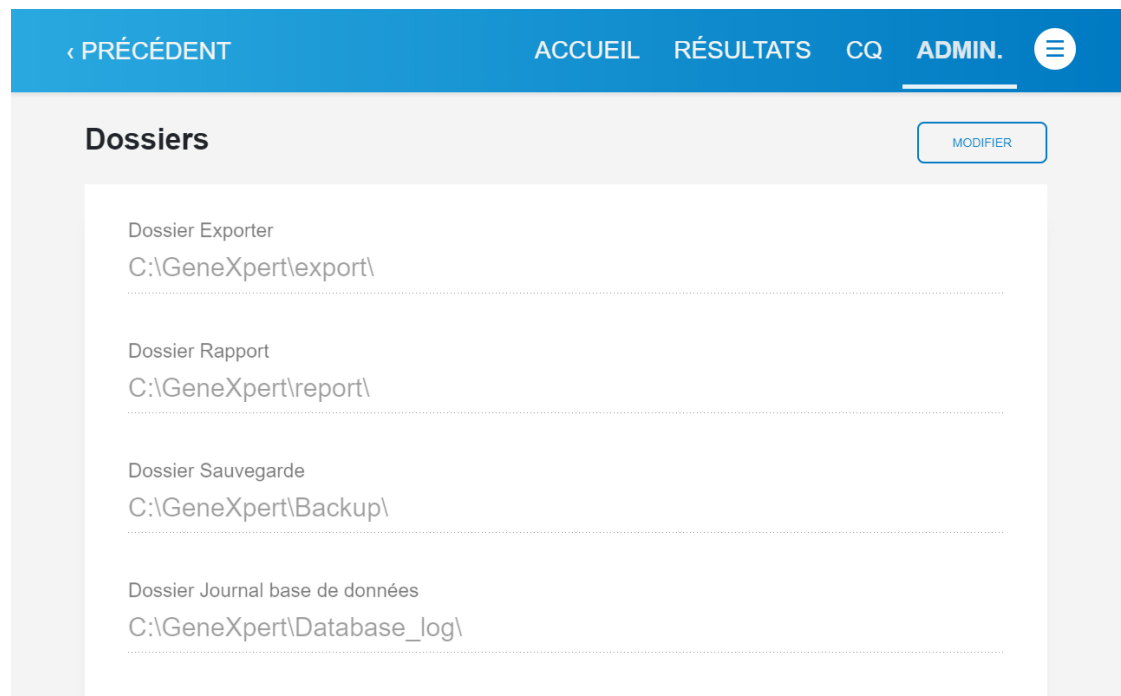 ‹ PRÉCÉDENT ACCUEIL RÉSULTATS CQ ADMIN.
Dossiers
MODIFIER
Dossier Exporter
C:\GeneXpert\export\
Dossier Rapport
C:\GeneXpert\report\
Dossier Sauvegarde
C:\GeneXpert\Backup\
Dossier Journal base de données
C:\GeneXpert\Database_log\